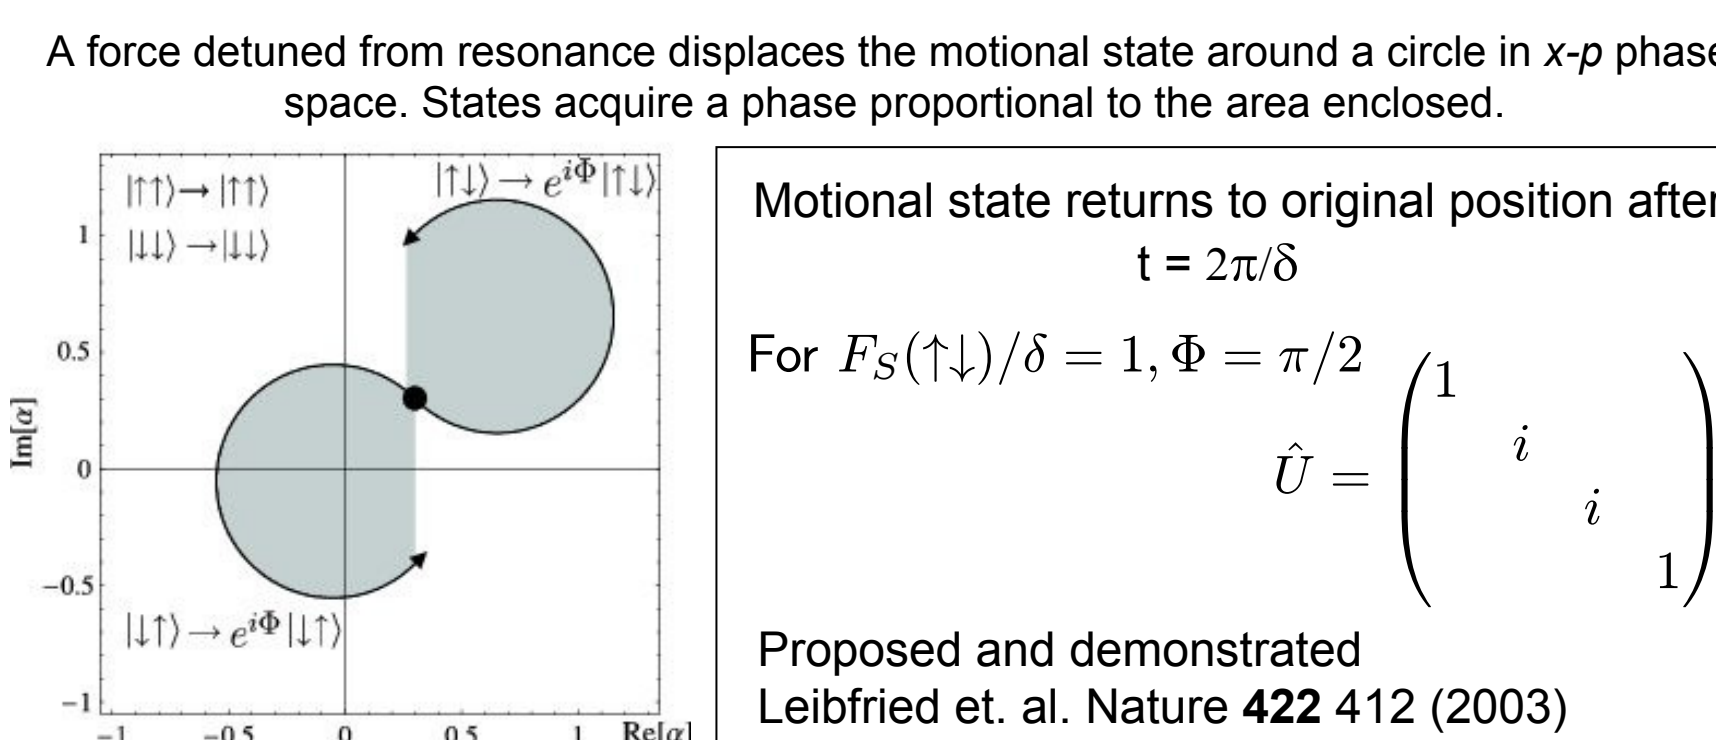 A force detuned from resonance displaces the motional state around a circle in x-p phase
space. States acquire a phase proportional to the area enclosed.
|↑↑⟩→|↑↑⟩
|↓↓⟩→|↓↓⟩
|↑↓⟩→e^{iΦ}|↑↓⟩
1
0.5
0
−0.5
−1
Im[α]
|↓↑⟩→e^{iΦ}|↓↑⟩
−1 −0.5 0 0.5 1 Re[α]
Motional state returns to original position after
t = 2π/δ
For F_S(↑↓)/δ = 1, Φ = π/2
Û =
1
i
i
1
Proposed and demonstrated
Leibfried et. al. Nature 422 412 (2003)